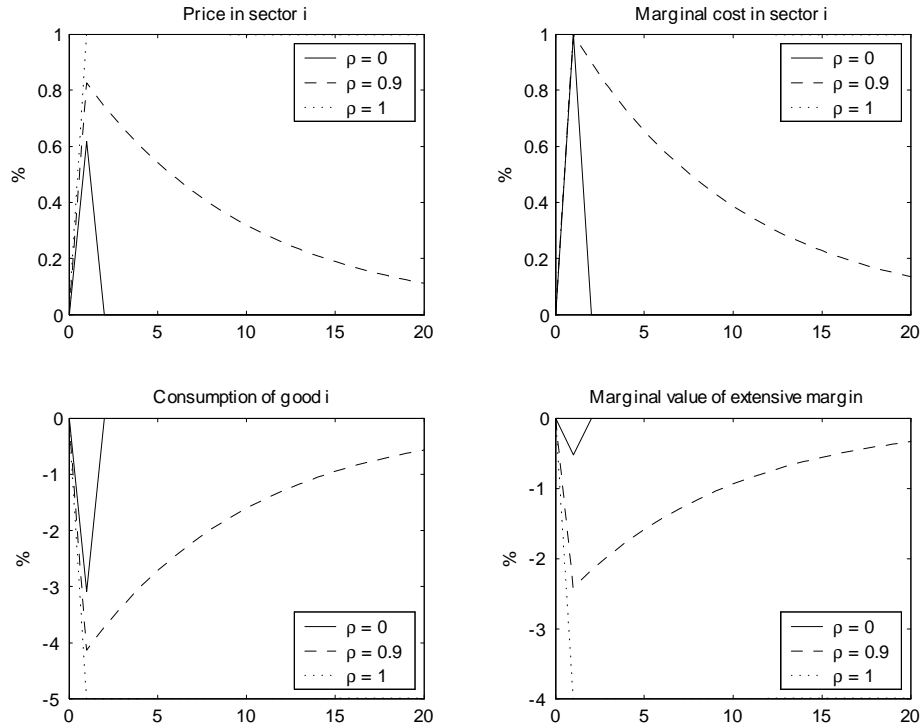 Price in sector i
1
0.8
0.6
0.4
0.2
0
%
0 5 10 15 20
ρ = 0
ρ = 0.9
ρ = 1
Marginal cost in sector i
1
0.8
0.6
0.4
0.2
0
%
0 5 10 15 20
ρ = 0
ρ = 0.9
ρ = 1
Consumption of good i
0
-1
-2
-3
-4
-5
%
0 5 10 15 20
ρ = 0
ρ = 0.9
ρ = 1
Marginal value of extensive margin
0
-1
-2
-3
-4
%
0 5 10 15 20
ρ = 0
ρ = 0.9
ρ = 1